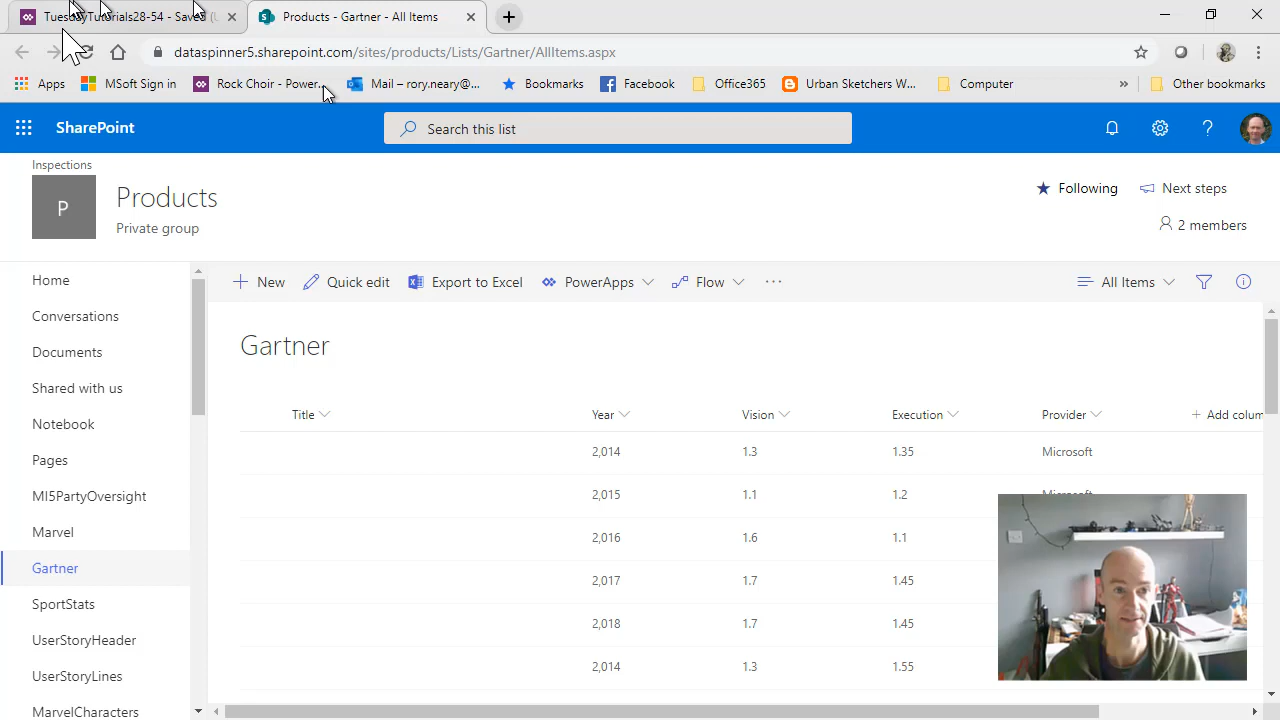 Tuesday Tutorials28-54 - Saved (
Products - Gartner - All Items
dataspinner5.sharepoint.com/sites/products/Lists/Gartner/AllItems.aspx
Apps MSoft Sign in Rock Choir - Power... Mail – rory.neary@... Bookmarks Facebook Office365 Urban Sketchers W... Computer » Other bookmarks
SharePoint Search this list ?
Inspections
P Products
Private group
Following Next steps
2 members
Home
Conversations
Documents
Shared with us
Notebook
Pages
MI5PartyOversight
Marvel
Gartner
SportStats
UserStoryHeader
UserStoryLines
MarvelCharacters
+ New Quick edit Export to Excel PowerApps Flow ... All Items
Gartner
Title Year Vision Execution Provider + Add colum
2,014 1.3 1.35 Microsoft
2,015 1.1 1.2 Microsoft
2,016 1.6 1.1
2,017 1.7 1.45
2,018 1.7 1.45
2,014 1.3 1.55